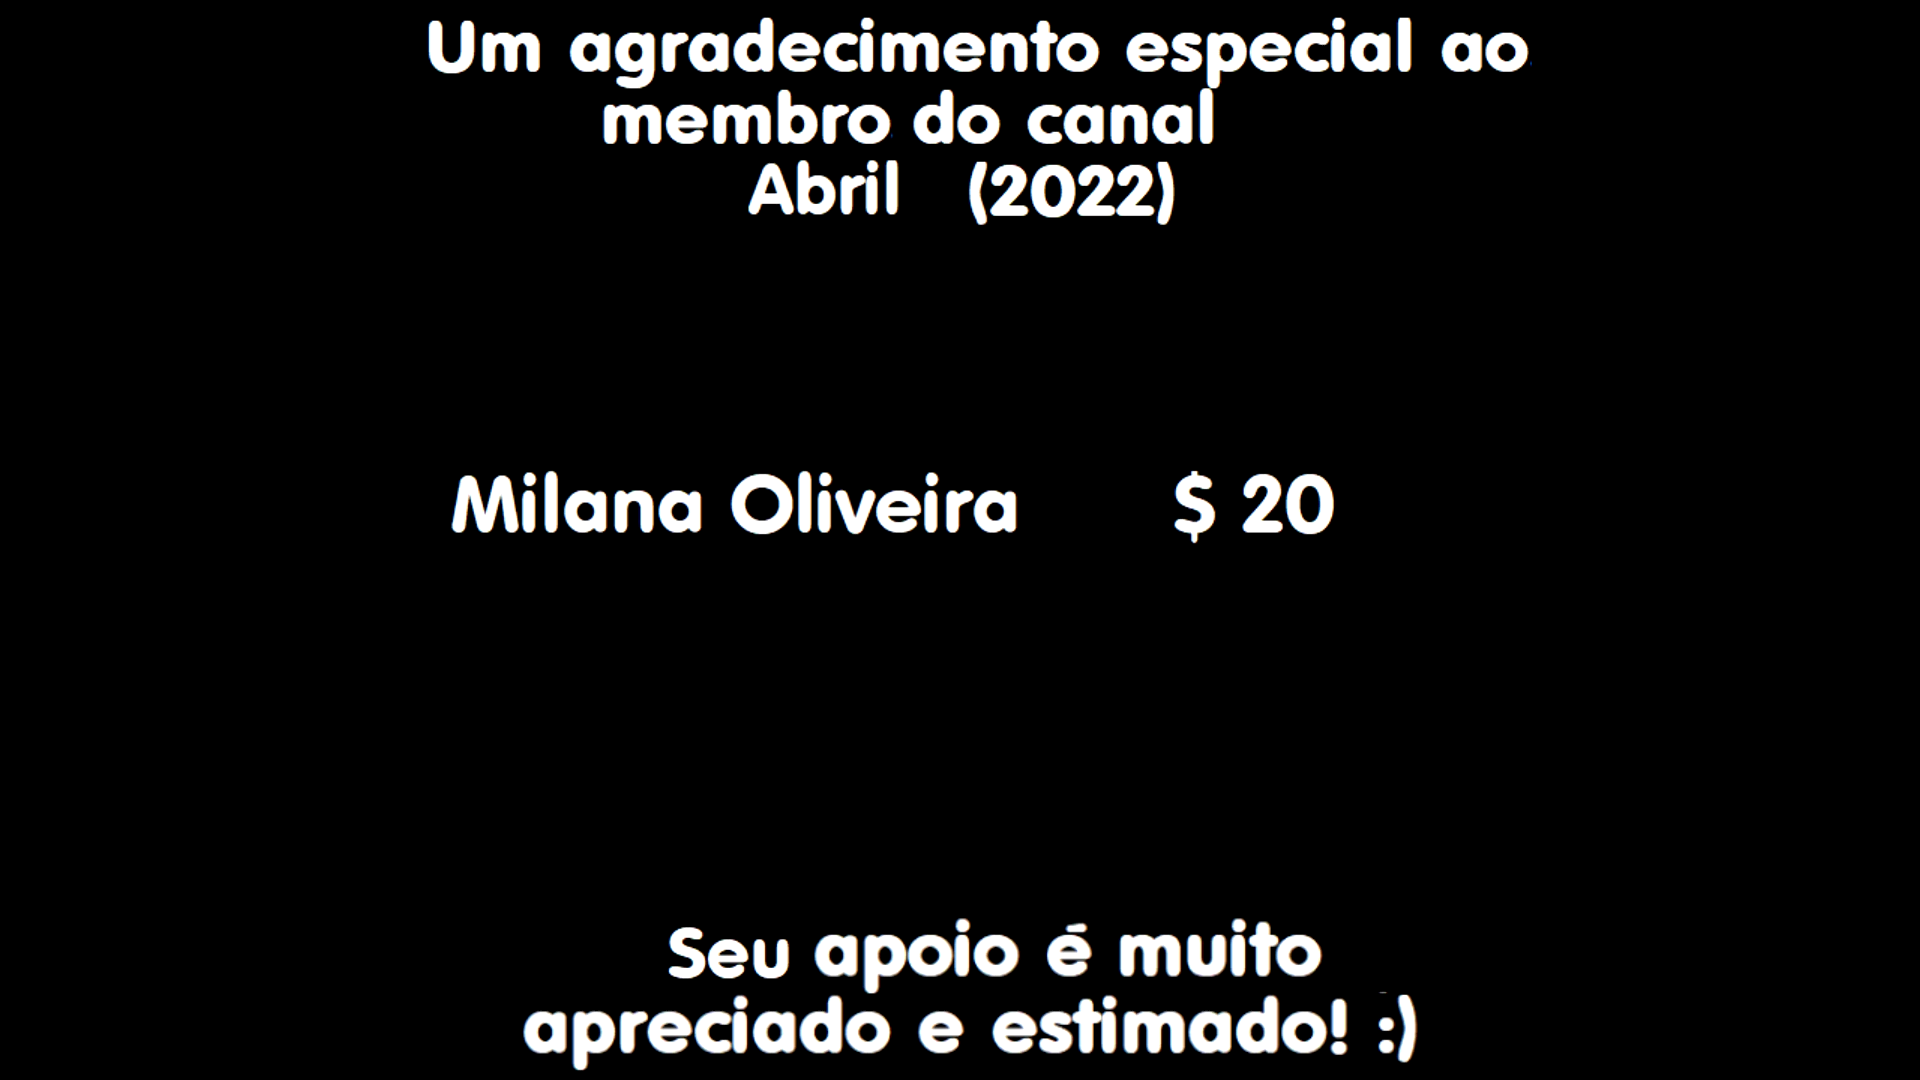 Um agradecimento especial ao
membro do canal
Abril (2022)
Milana Oliveira $ 20
Seu apoio é muito
apreciado e estimado! :)